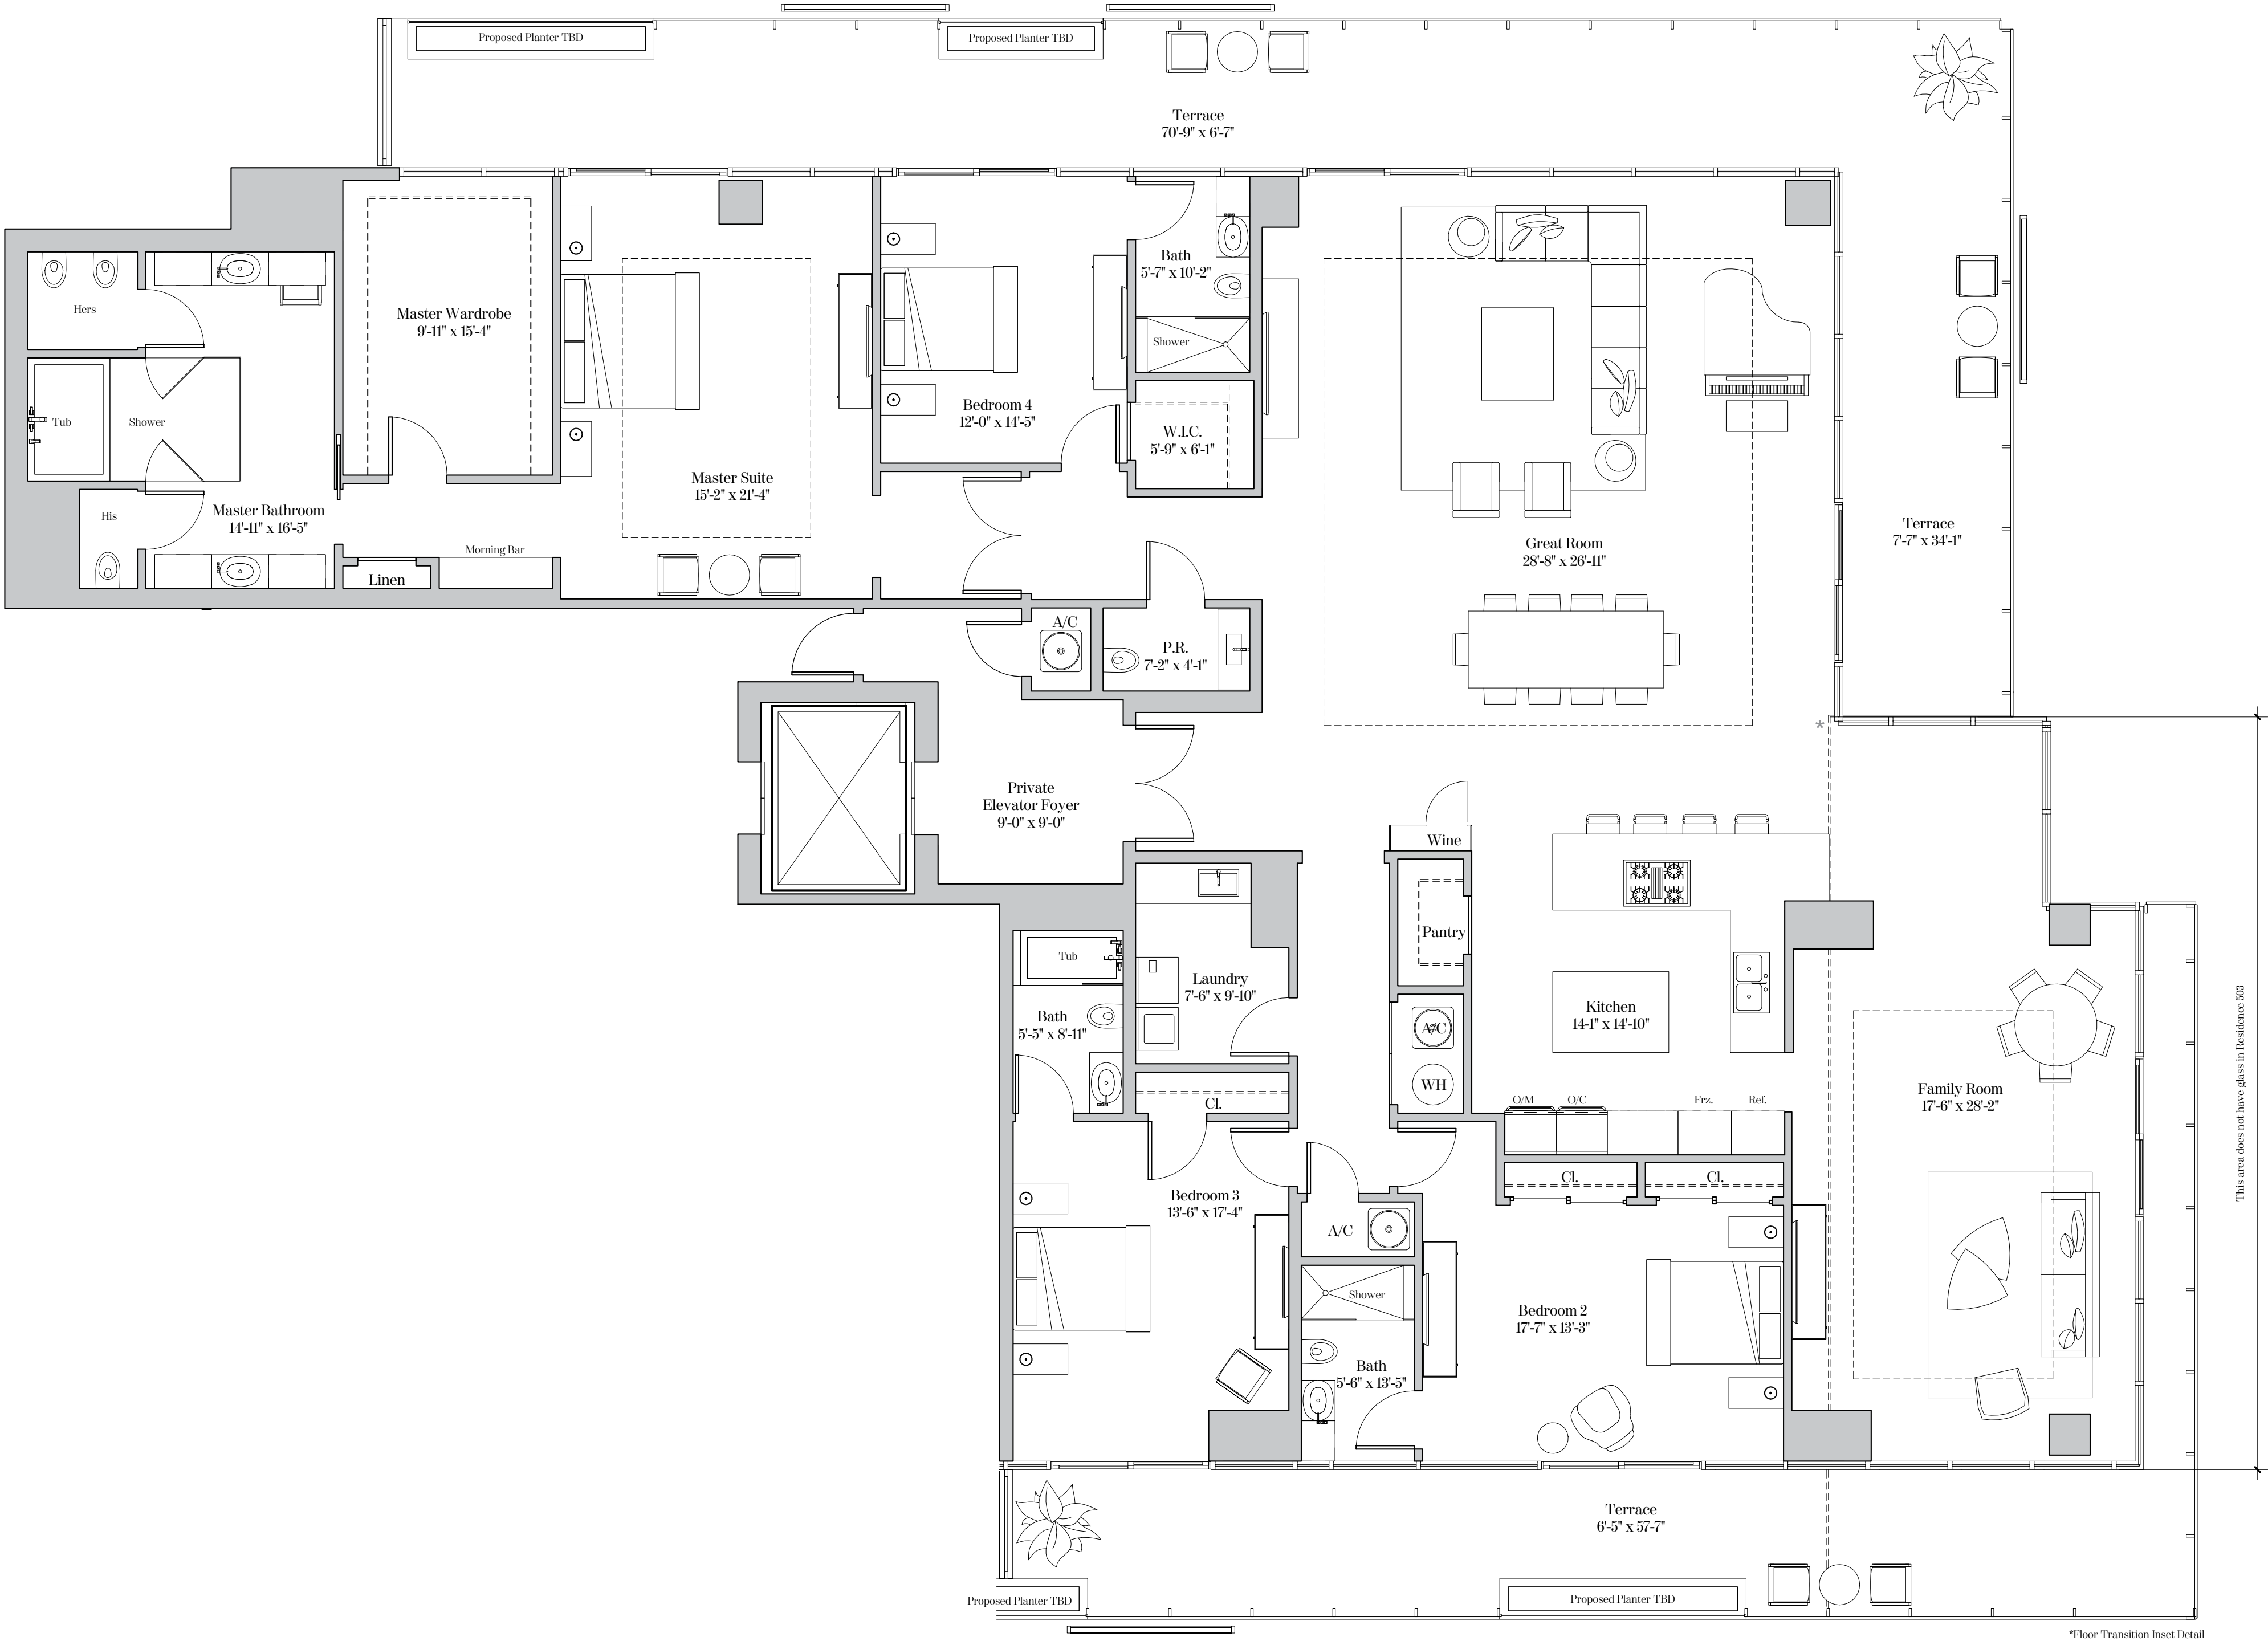 Proposed Planter TBD
Proposed Planter TBD
Terrace
70'-9" x 6'-7"
Hers
Master Wardrobe
9'-11" x 15'-4"
Bath
5'-7" x 10'-2"
Shower
Tub
Shower
Bedroom 4
12'-0" x 14'-5"
W.I.C.
5'-9" x 6'-1"
Master Suite
15'-2" x 21'-4"
His
Master Bathroom
14'-11" x 16'-5"
Great Room
28'-8" x 26'-11"
Terrace
7'-7" x 34'-1"
Morning Bar
Linen
A/C
P.R.
7'-2" x 4'-1"
*
Private
Elevator Foyer
9'-0" x 9'-0"
Wine
Pantry
Tub
Laundry
7'-6" x 9'-10"
Bath
5'-5" x 8'-11"
Kitchen
14-1" x 14'-10"
A/C
WH
Family Room
17'-6" x 28'-2"
This area does not have glass in Residence 503
Cl.
O/M
O/C
Frz.
Ref.
Cl.
Cl.
Bedroom 3
13'-6" x 17'-4"
A/C
Shower
Bedroom 2
17'-7" x 13'-3"
Bath
5'-6" x 13'-5"
Terrace
6'-5" x 57-7"
Proposed Planter TBD
Proposed Planter TBD
*Floor Transition Inset Detail